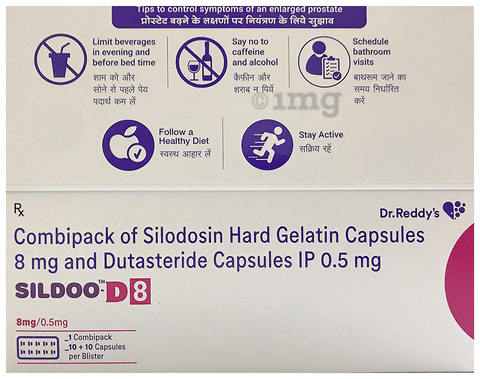 Tips to control symptoms of an enlarged prostate
प्रोस्टेट बढ़ने के लक्षणों पर नियंत्रण के लिये सुझाव
Limit beverages
in evening and
before bed time
शाम को और
सोने से पहले पेय
पदार्थ कम लें
Say no to
caffeine
and alcohol
कैफीन और
शराब न पियें
Schedule
bathroom
visits
बाथरूम जाने का
समय निर्धारित
करें
©1mg
Follow a
Healthy Diet
स्वस्थ आहार लें
Stay Active
सक्रिय रहें
Rx
Dr.Reddy's
Combipack of Silodosin Hard Gelatin Capsules
8 mg and Dutasteride Capsules IP 0.5 mg
SILDOO™-D8
8mg/0.5mg
1 Combipack
10 + 10 Capsules
per Blister